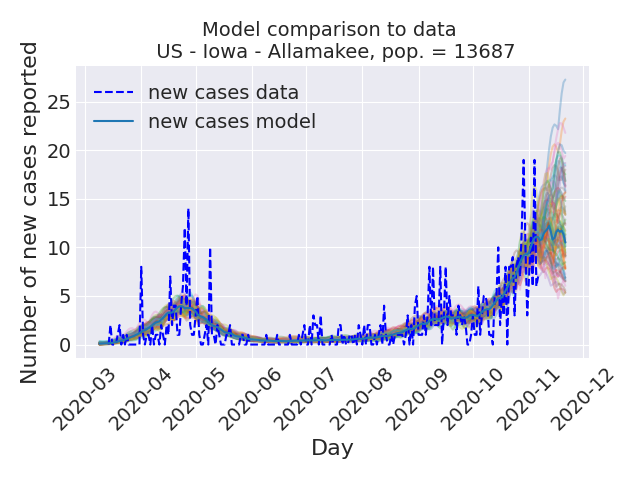 Model comparison to data
US - Iowa - Allamakee, pop. = 13687
Number of new cases reported
25
20
15
10
5
0
new cases data
new cases model
2020-03
2020-04
2020-05
2020-06
2020-07
2020-08
2020-09
2020-10
2020-11
2020-12
Day